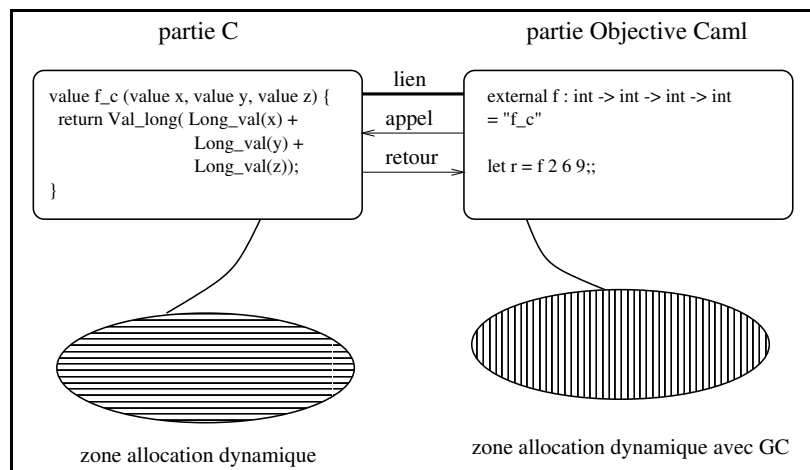 partie C
value f_c (value x, value y, value z) {
return Val_long( Long_val(x) +
Long_val(y) +
Long_val(z));
}
lien
appel
retour
partie Objective Caml
external f : int -> int -> int -> int
= "f_c"
let r = f 2 6 9;;
zone allocation dynamique
zone allocation dynamique avec GC